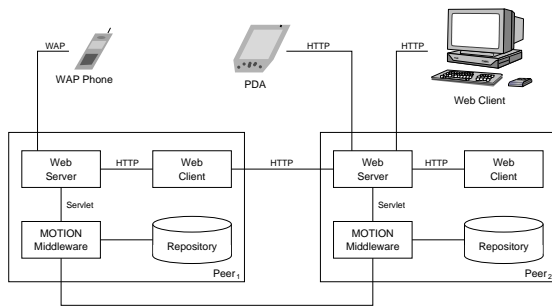 WAP
HTTP
HTTP
WAP Phone
PDA
Web Client
Web
Server
HTTP
Web
Client
HTTP
Web
Server
HTTP
Web
Client
Servlet
Servlet
MOTION
Middleware
Repository
MOTION
Middleware
Repository
Peer1
Peer2